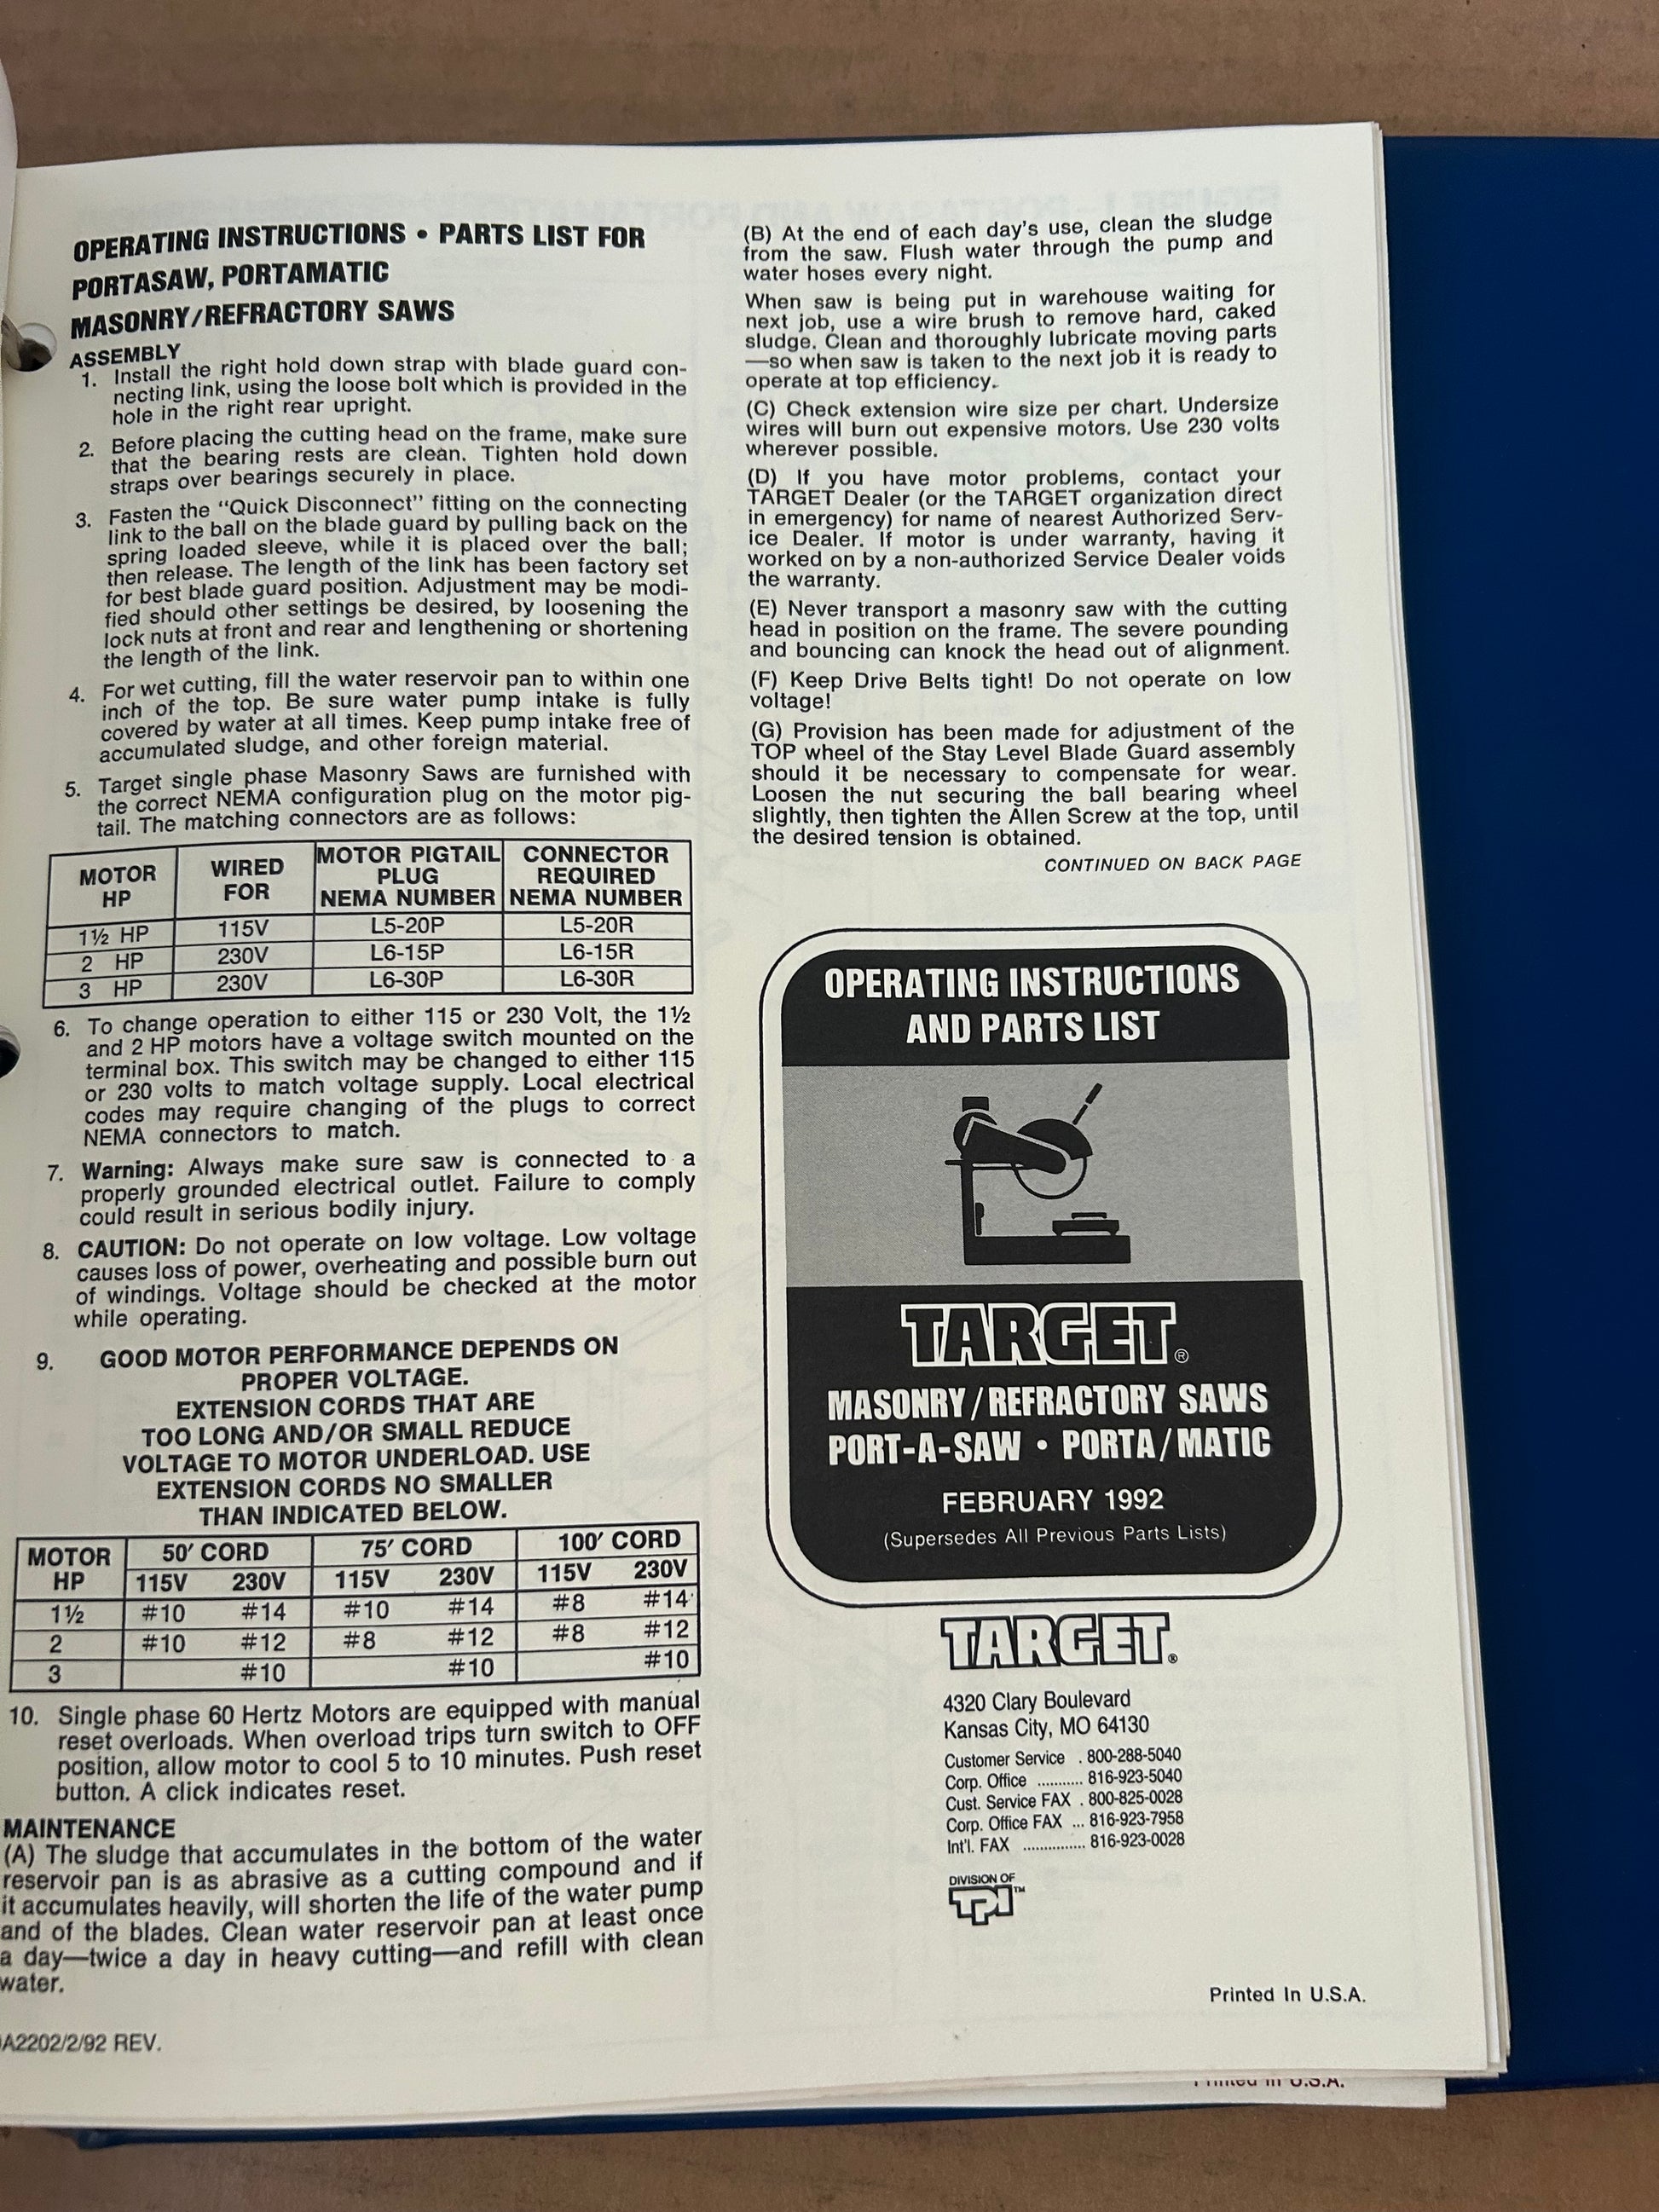 OPERATING INSTRUCTIONS • PARTS LIST FOR
PORTASAW, PORTAMATIC
MASONRY/REFRACTORY SAWS
ASSEMBLY
1. Install the right hold down strap with blade guard con-
necting link, using the loose bolt which is provided in the
hole in the right rear upright.
2. Before placing the cutting head on the frame, make sure
that the bearing rests are clean. Tighten hold down
straps over bearings securely in place.
3. Fasten the “Quick Disconnect” fitting on the connecting
link to the ball on the blade guard by pulling back on the
spring loaded sleeve, while it is placed over the ball;
then release. The length of the link has been factory set
for best blade guard position. Adjustment may be modi-
fied should other settings be desired, by loosening the
lock nuts at front and rear and lengthening or shortening
the length of the link.
4. For wet cutting, fill the water reservoir pan to within one
inch of the top. Be sure water pump intake is fully
covered by water at all times. Keep pump intake free of
accumulated sludge, and other foreign material.
5. Target single phase Masonry Saws are furnished with
the correct NEMA configuration plug on the motor pig-
tail. The matching connectors are as follows:
MOTOR HP WIRED FOR MOTOR PIGTAIL PLUG NEMA NUMBER CONNECTOR REQUIRED NEMA NUMBER
1½ HP 115V L5-20P L5-20R
2 HP 230V L6-15P L6-15R
3 HP 230V L6-30P L6-30R
6. To change operation to either 115 or 230 Volt, the 1½
and 2 HP motors have a voltage switch mounted on the
terminal box. This switch may be changed to either 115
or 230 volts to match voltage supply. Local electrical
codes may require changing of the plugs to correct
NEMA connectors to match.
7. Warning: Always make sure saw is connected to a
properly grounded electrical outlet. Failure to comply
could result in serious bodily injury.
8. CAUTION: Do not operate on low voltage. Low voltage
causes loss of power, overheating and possible burn out
of windings. Voltage should be checked at the motor
while operating.
9. GOOD MOTOR PERFORMANCE DEPENDS ON
PROPER VOLTAGE.
EXTENSION CORDS THAT ARE
TOO LONG AND/OR SMALL REDUCE
VOLTAGE TO MOTOR UNDERLOAD. USE
EXTENSION CORDS NO SMALLER
THAN INDICATED BELOW.
MOTOR HP 50′ CORD 75′ CORD 100′ CORD
115V 230V 115V 230V 115V 230V
1½ #10 #14 #10 #14 #8 #14
2 #10 #12 #8 #12 #8 #12
3 #10 #10 #10
10. Single phase 60 Hertz Motors are equipped with manual
reset overloads. When overload trips turn switch to OFF
position, allow motor to cool 5 to 10 minutes. Push reset
button. A click indicates reset.
MAINTENANCE
(A) The sludge that accumulates in the bottom of the water
reservoir pan is as abrasive as a cutting compound and if
it accumulates heavily, will shorten the life of the water pump
and of the blades. Clean water reservoir pan at least once
a day—twice a day in heavy cutting—and refill with clean
water.
A2202/2/92 REV.
(B) At the end of each day's use, clean the sludge
from the saw. Flush water through the pump and
water hoses every night.
When saw is being put in warehouse waiting for
next job, use a wire brush to remove hard, caked
sludge. Clean and thoroughly lubricate moving parts
—so when saw is taken to the next job it is ready to
operate at top efficiency.
(C) Check extension wire size per chart. Undersize
wires will burn out expensive motors. Use 230 volts
wherever possible.
(D) If you have motor problems, contact your
TARGET Dealer (or the TARGET organization direct
in emergency) for name of nearest Authorized Serv-
ice Dealer. If motor is under warranty, having it
worked on by a non-authorized Service Dealer voids
the warranty.
(E) Never transport a masonry saw with the cutting
head in position on the frame. The severe pounding
and bouncing can knock the head out of alignment.
(F) Keep Drive Belts tight! Do not operate on low
voltage!
(G) Provision has been made for adjustment of the
TOP wheel of the Stay Level Blade Guard assembly
should it be necessary to compensate for wear.
Loosen the nut securing the ball bearing wheel
slightly, then tighten the Allen Screw at the top, until
the desired tension is obtained.
CONTINUED ON BACK PAGE
OPERATING INSTRUCTIONS
AND PARTS LIST
TARGET®
MASONRY/REFRACTORY SAWS
PORT-A-SAW • PORTA/MATIC
FEBRUARY 1992
(Supersedes All Previous Parts Lists)
TARGET®
4320 Clary Boulevard
Kansas City, MO 64130
Customer Service . 800-288-5040
Corp. Office ........... 816-923-5040
Cust. Service FAX . 800-825-0028
Corp. Office FAX ... 816-923-7958
Int'l. FAX ............... 816-923-0028
DIVISION OF
TPI™
Printed In U.S.A.
Printed in U.S.A.